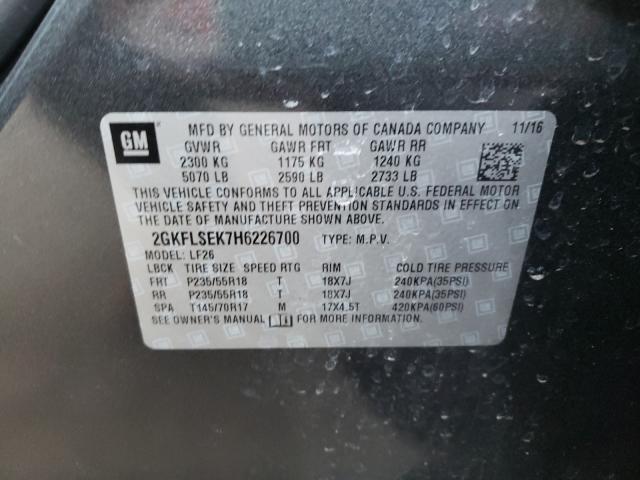 GM
MFD BY GENERAL MOTORS OF CANADA COMPANY 11/16
GVWR GAWR FRT GAWR RR
2300 KG 1175 KG 1240 KG
5070 LB 2590 LB 2733 LB
THIS VEHICLE CONFORMS TO ALL APPLICABLE U.S. FEDERAL MOTOR
VEHICLE SAFETY AND THEFT PREVENTION STANDARDS IN EFFECT ON
THE DATE OF MANUFACTURE SHOWN ABOVE.
2GKFLSEK7H6226700 TYPE: M.P.V.
MODEL: LF26
LBCK TIRE SIZE SPEED RTG RIM COLD TIRE PRESSURE
FRT P235/55R18 T 18X7J 240KPA(35PSI)
RR P235/55R18 T 18X7J 240KPA(35PSI)
SPA T145/70R17 M 17X4.5T 420KPA(60PSI)
SEE OWNER'S MANUAL FOR MORE INFORMATION.